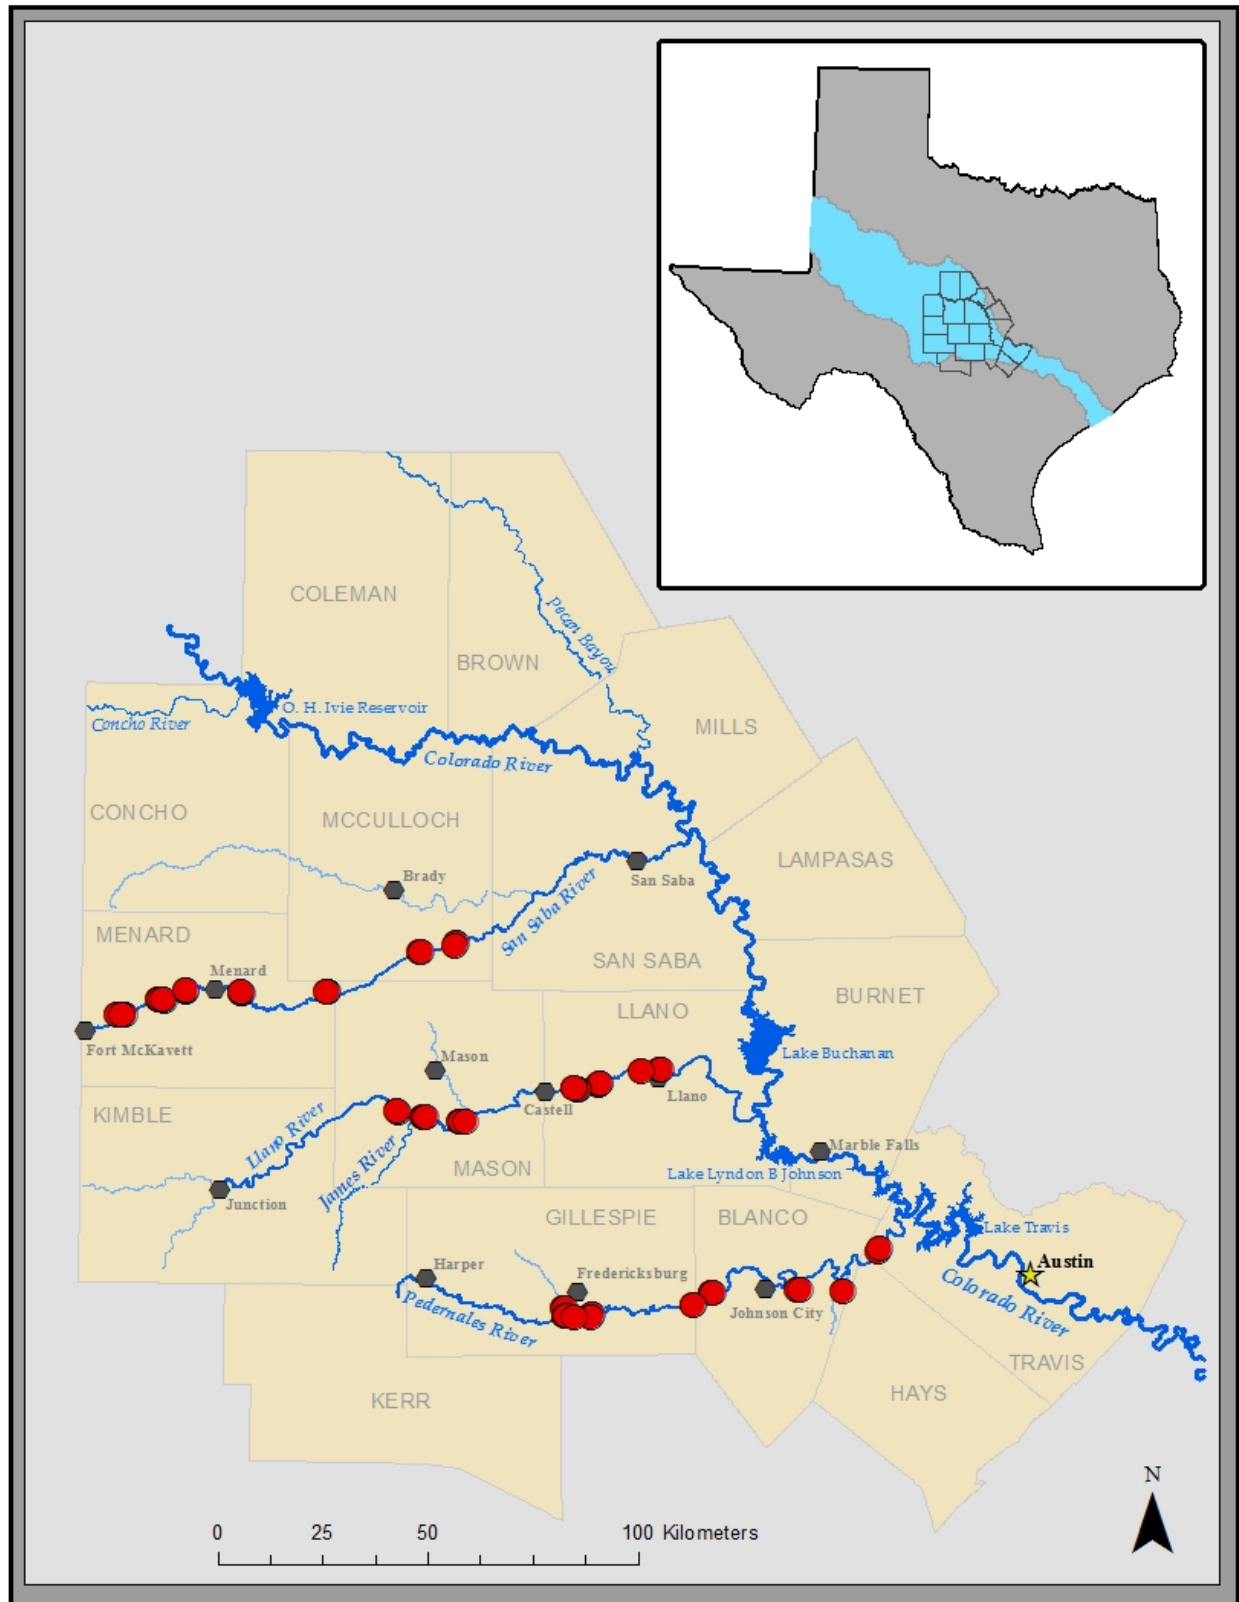 COLEMAN
BROWN
Pecan Bayou
MILLS
O. H. Ivie Reservoir
Concho River
Colorado River
CONCHO
MCCULLOCH
LAMPASAS
Brady
San Saba
San Saba River
MENARD
SAN SABA
Menard
BURNET
LLANO
Fort McKavett
Mason
Lake Buchanan
Castell
Llano
KIMBLE
Llano River
James River
Marble Falls
MASON
Lake Lyndon B Johnson
Junction
GILLESPIE
BLANCO
Lake Travis
Harper
Fredericksburg
Austin
Pedernales River
Johnson City
Colorado River
TRAVIS
KERR
HAYS
N
0 25 50 100 Kilometers